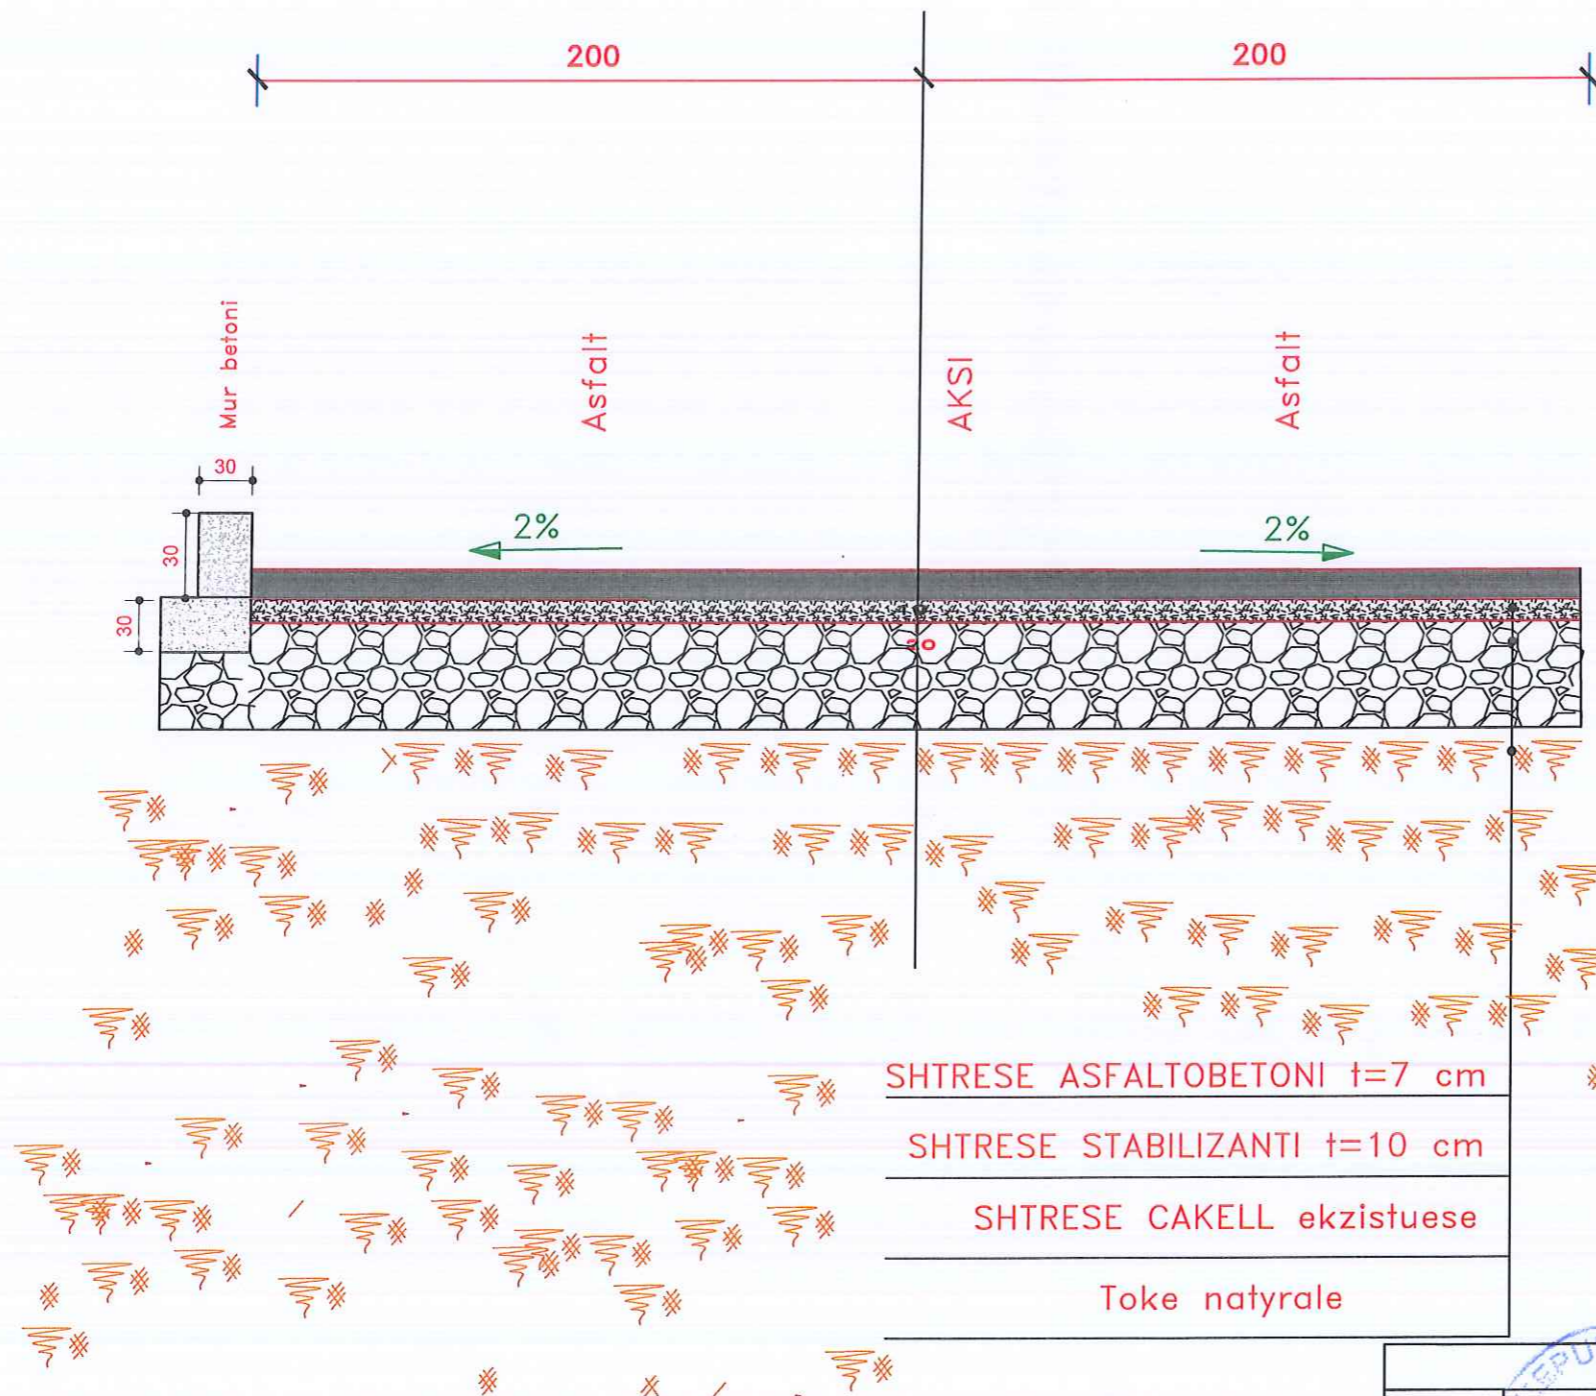 200
200
Mur betoni
Asfalt
AKSI
Asfalt
30
2%
2%
30
30
SHTRESE ASFALTOBETONI t=7 cm
SHTRESE STABILIZANTI t=10 cm
SHTRESE CAKELL ekzistuese
Toke natyrale